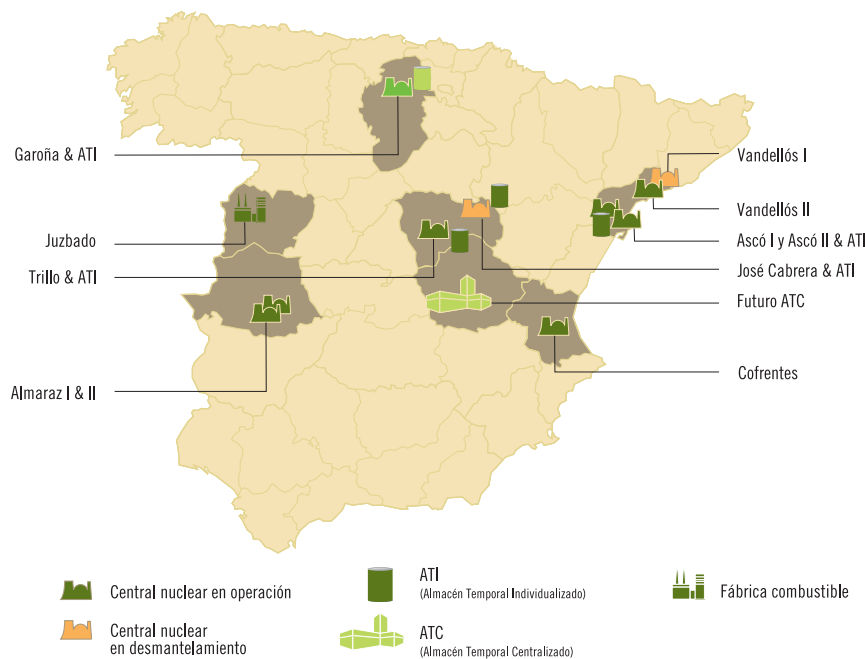 Garoña & ATI
Juzbado
Trillo & ATI
Almaraz I & II
Vandellós I
Vandellós II
Ascó I y Ascó II & ATI
José Cabrera & ATI
Futuro ATC
Cofrentes
Central nuclear en operación
Central nuclear
en desmantelamiento
ATI
(Almacén Temporal Individualizado)
ATC
(Almacén Temporal Centralizado)
Fábrica combustible